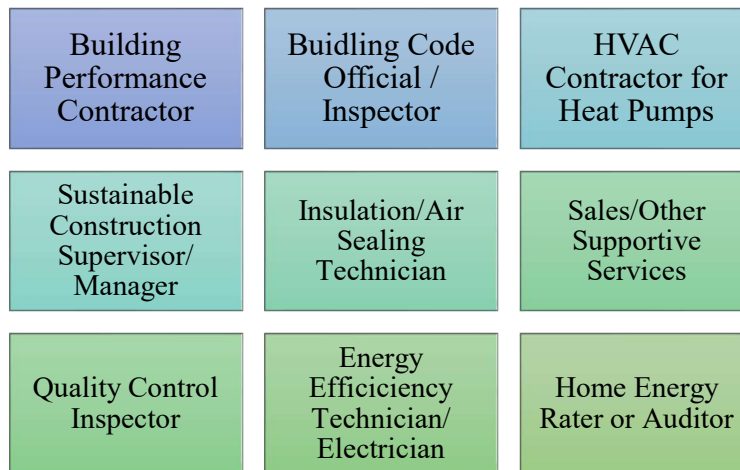 Building
Performance
Contractor
Buidling Code
Official /
Inspector
HVAC
Contractor for
Heat Pumps
Sustainable
Construction
Supervisor/
Manager
Insulation/Air
Sealing
Technician
Sales/Other
Supportive
Services
Quality Control
Inspector
Energy
Efficiciency
Technician/
Electrician
Home Energy
Rater or Auditor